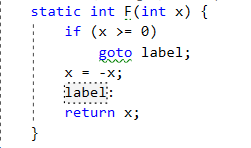 static int F(int x) {
if (x >= 0)
goto label;
x = -x;
label:
return x;
}